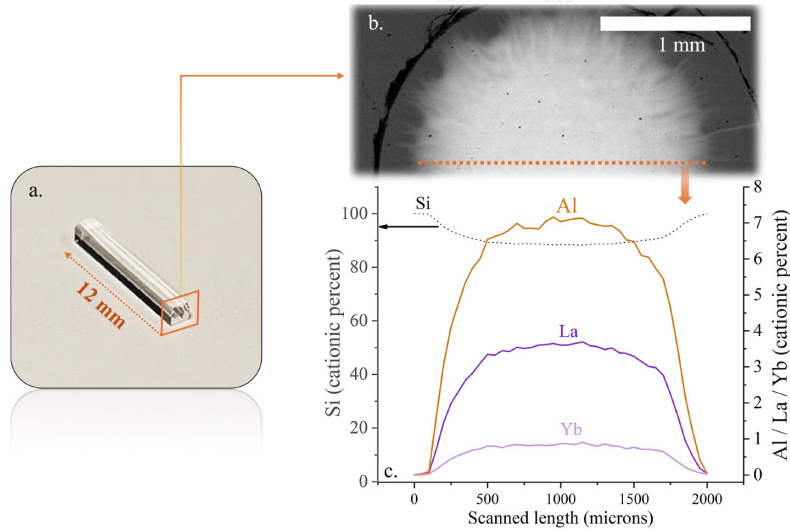 b.
1 mm
a.
12 mm
Si
Al
La
Yb
c.
100
80
60
40
20
0
Si (cationic percent)
8
7
6
5
4
3
2
1
0
Al / La / Yb (cationic percent)
0 500 1000 1500 2000
Scanned length (microns)